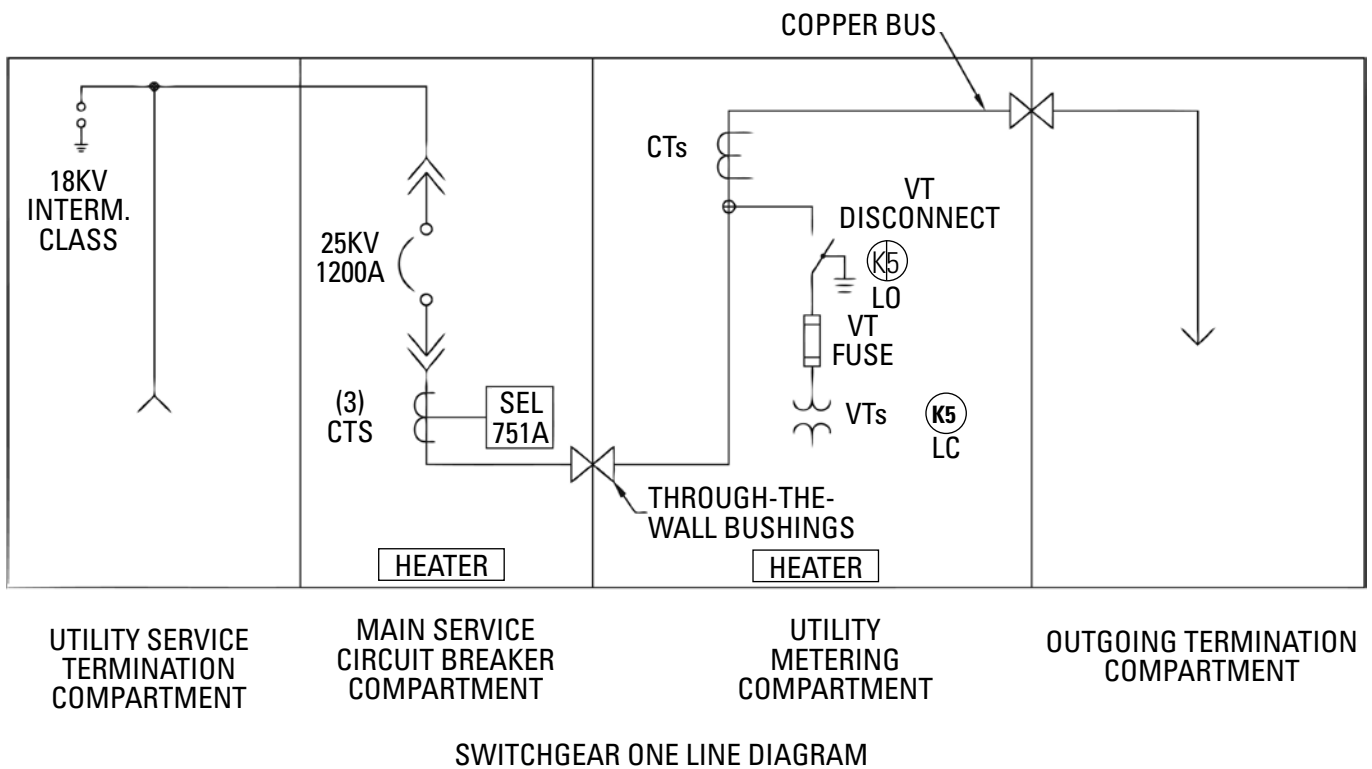 COPPER BUS
18KV
INTERM.
CLASS
25KV
1200A
(3)
CTS
SEL
751A
CTs
VT
DISCONNECT
K5
LO
VT
FUSE
VTs
K5
LC
THROUGH-THE-
WALL BUSHINGS
HEATER
HEATER
UTILITY SERVICE
TERMINATION
COMPARTMENT
MAIN SERVICE
CIRCUIT BREAKER
COMPARTMENT
UTILITY
METERING
COMPARTMENT
OUTGOING TERMINATION
COMPARTMENT
SWITCHGEAR ONE LINE DIAGRAM